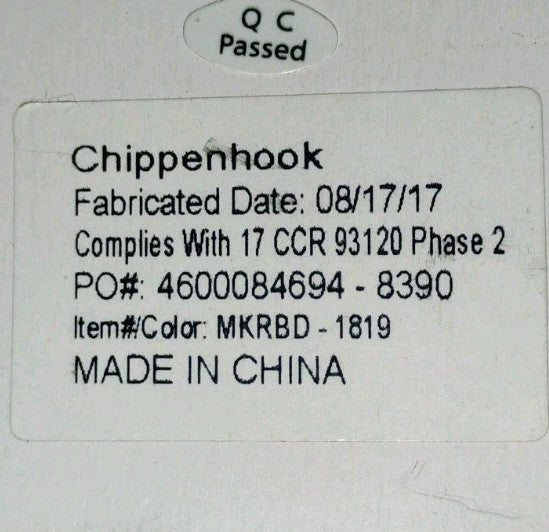 Q C
Passed
Chippenhook
Fabricated Date: 08/17/17
Complies With 17 CCR 93120 Phase 2
PO#: 4600084694 - 8390
Item#/Color: MKRBD - 1819
MADE IN CHINA